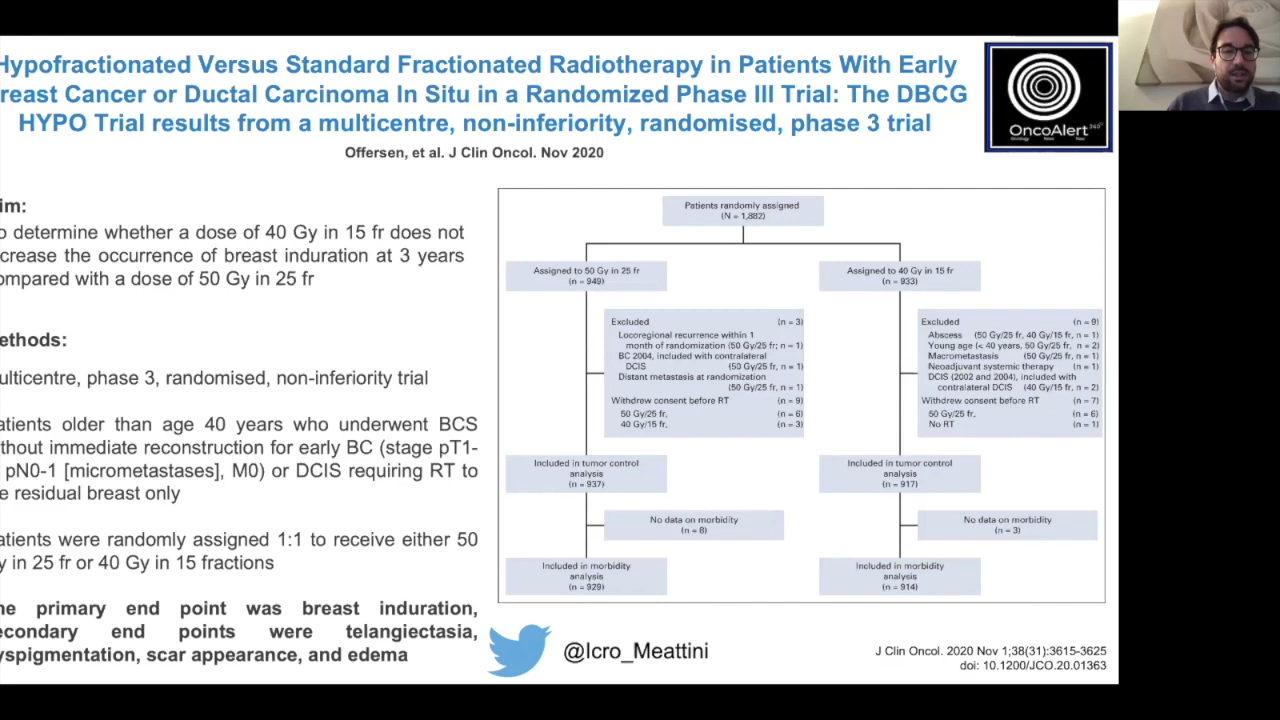 Hypofractionated Versus Standard Fractionated Radiotherapy in Patients With Early
reast Cancer or Ductal Carcinoma In Situ in a Randomized Phase III Trial: The DBCG
HYPO Trial results from a multicentre, non-inferiority, randomised, phase 3 trial
Offersen, et al. J Clin Oncol. Nov 2020
OncoAlert 360°
Oncology News Now
im:
o determine whether a dose of 40 Gy in 15 fr does not
crease the occurrence of breast induration at 3 years
ompared with a dose of 50 Gy in 25 fr
ethods:
ulticentre, phase 3, randomised, non-inferiority trial
atients older than age 40 years who underwent BCS
thout immediate reconstruction for early BC (stage pT1-
pN0-1 [micrometastases], M0) or DCIS requiring RT to
e residual breast only
atients were randomly assigned 1:1 to receive either 50
y in 25 fr or 40 Gy in 15 fractions
he primary end point was breast induration,
econdary end points were telangiectasia,
yspigmentation, scar appearance, and edema
Patients randomly assigned
(N = 1,882)
Assigned to 50 Gy in 25 fr
(n = 949)
Excluded (n = 3)
Locoregional recurrence within 1
month of randomization (50 Gy/25 fr; n = 1)
BC 2004, included with contralateral
DCIS (50 Gy/25 fr, n = 1)
Distant metastasis at randomization
(50 Gy/25 fr, n = 1)
Withdrew consent before RT (n = 9)
50 Gy/25 fr, (n = 6)
40 Gy/15 fr, (n = 3)
Included in tumor control
analysis
(n = 937)
No data on morbidity
(n = 8)
Included in morbidity
analysis
(n = 929)
Assigned to 40 Gy in 15 fr
(n = 933)
Excluded (n = 9)
Abscess (50 Gy/25 fr, 40 Gy/15 fr, n = 1)
Young age (< 40 years, 50 Gy/25 fr, n = 2)
Macrometastasis (50 Gy/25 fr, n = 1)
Neoadjuvant systemic therapy (n = 1)
DCIS (2002 and 2004), included with
contralateral DCIS (40 Gy/15 fr, n = 2)
Withdrew consent before RT (n = 7)
50 Gy/25 fr, (n = 6)
No RT (n = 1)
Included in tumor control
analysis
(n = 917)
No data on morbidity
(n = 3)
Included in morbidity
analysis
(n = 914)
@Icro_Meattini
J Clin Oncol. 2020 Nov 1;38(31):3615-3625
doi: 10.1200/JCO.20.01363